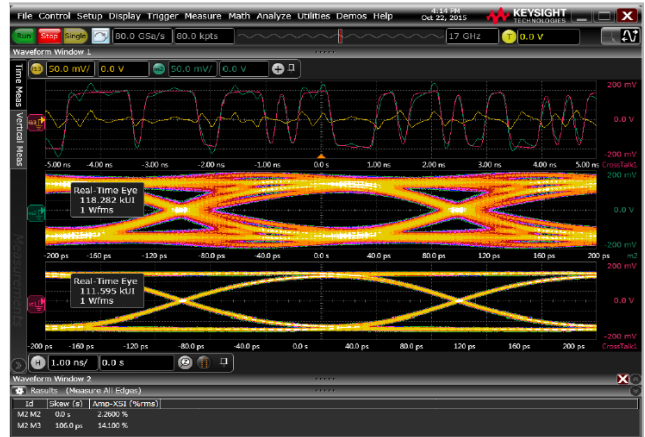 File Control Setup Display Trigger Measure Math Analyze Utilities Demos Help
4:14 PM
Oct 22, 2015
KEYSIGHT
TECHNOLOGIES
Run Stop Single 80.0 GSa/s 80.0 kpts 17 GHz T 0.0 V
Waveform Window 1
50.0 mV/ 0.0 V 50.0 mV/ 0.0 V
Time Meas
Vertical Meas
Measurements
200 mV
0.0 V
-200 mV
-5.00 ns -4.00 ns -3.00 ns -2.00 ns -1.00 ns 0.0 s 1.00 ns 2.00 ns 3.00 ns 4.00 ns 5.00 ns CrossTalk1
200 mV
Real-Time Eye
118.282 kUI
1 Wfms
0.0 V
-200 mV
-200 ps -160 ps -120 ps -80.0 ps -40.0 ps 0.0 s 40.0 ps 80.0 ps 120 ps 160 ps 200 ps m2
200 mV
Real-Time Eye
111.595 kUI
1 Wfms
0.0 V
-200 mV
-200 ps -160 ps -120 ps -80.0 ps -40.0 ps 0.0 s 40.0 ps 80.0 ps 120 ps 160 ps 200 ps CrossTalk1
H 1.00 ns/ 0.0 s
Waveform Window 2
Results (Measure All Edges)
Id Skew (s) Amp-XSI (%rms)
M2 M2 0.0 s 2.2600 %
M2 M3 106.0 ps 14.100 %